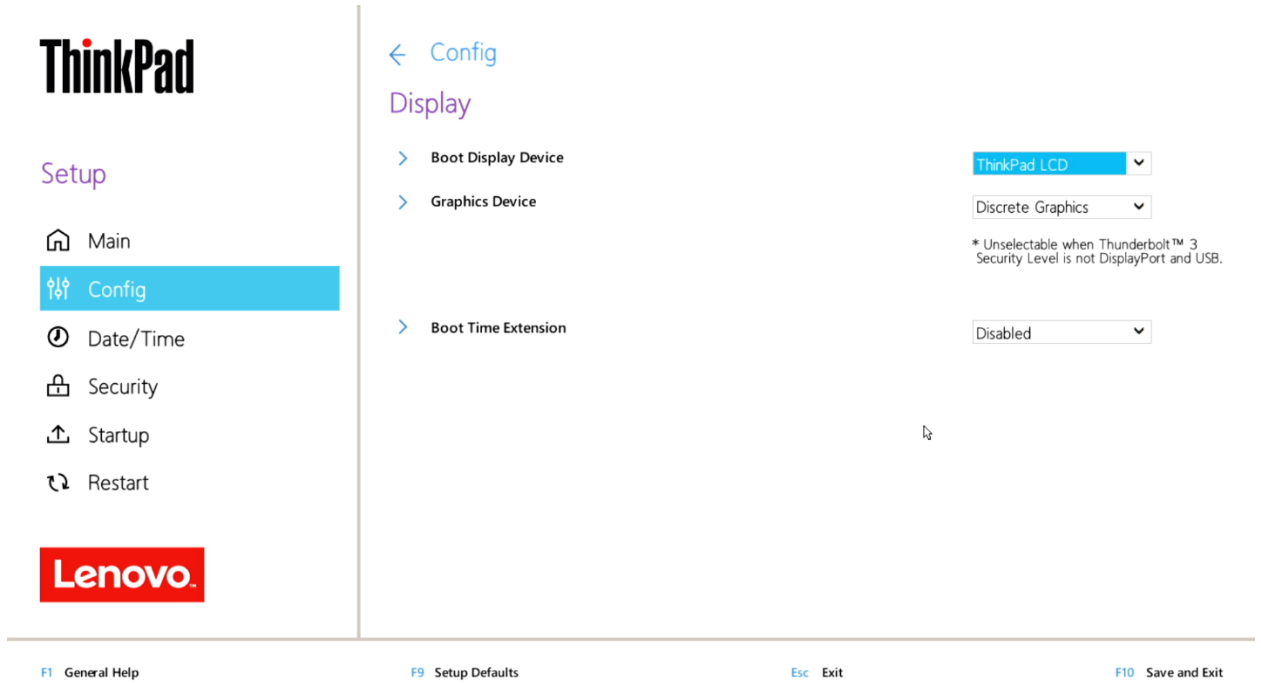 ThinkPad
Setup
Main
Config
Date/Time
Security
Startup
Restart
Lenovo™
Config
Display
Boot Display Device
ThinkPad LCD
Graphics Device
Discrete Graphics
* Unselectable when Thunderbolt™ 3
Security Level is not DisplayPort and USB.
Boot Time Extension
Disabled
F1 General Help
F9 Setup Defaults
Esc Exit
F10 Save and Exit